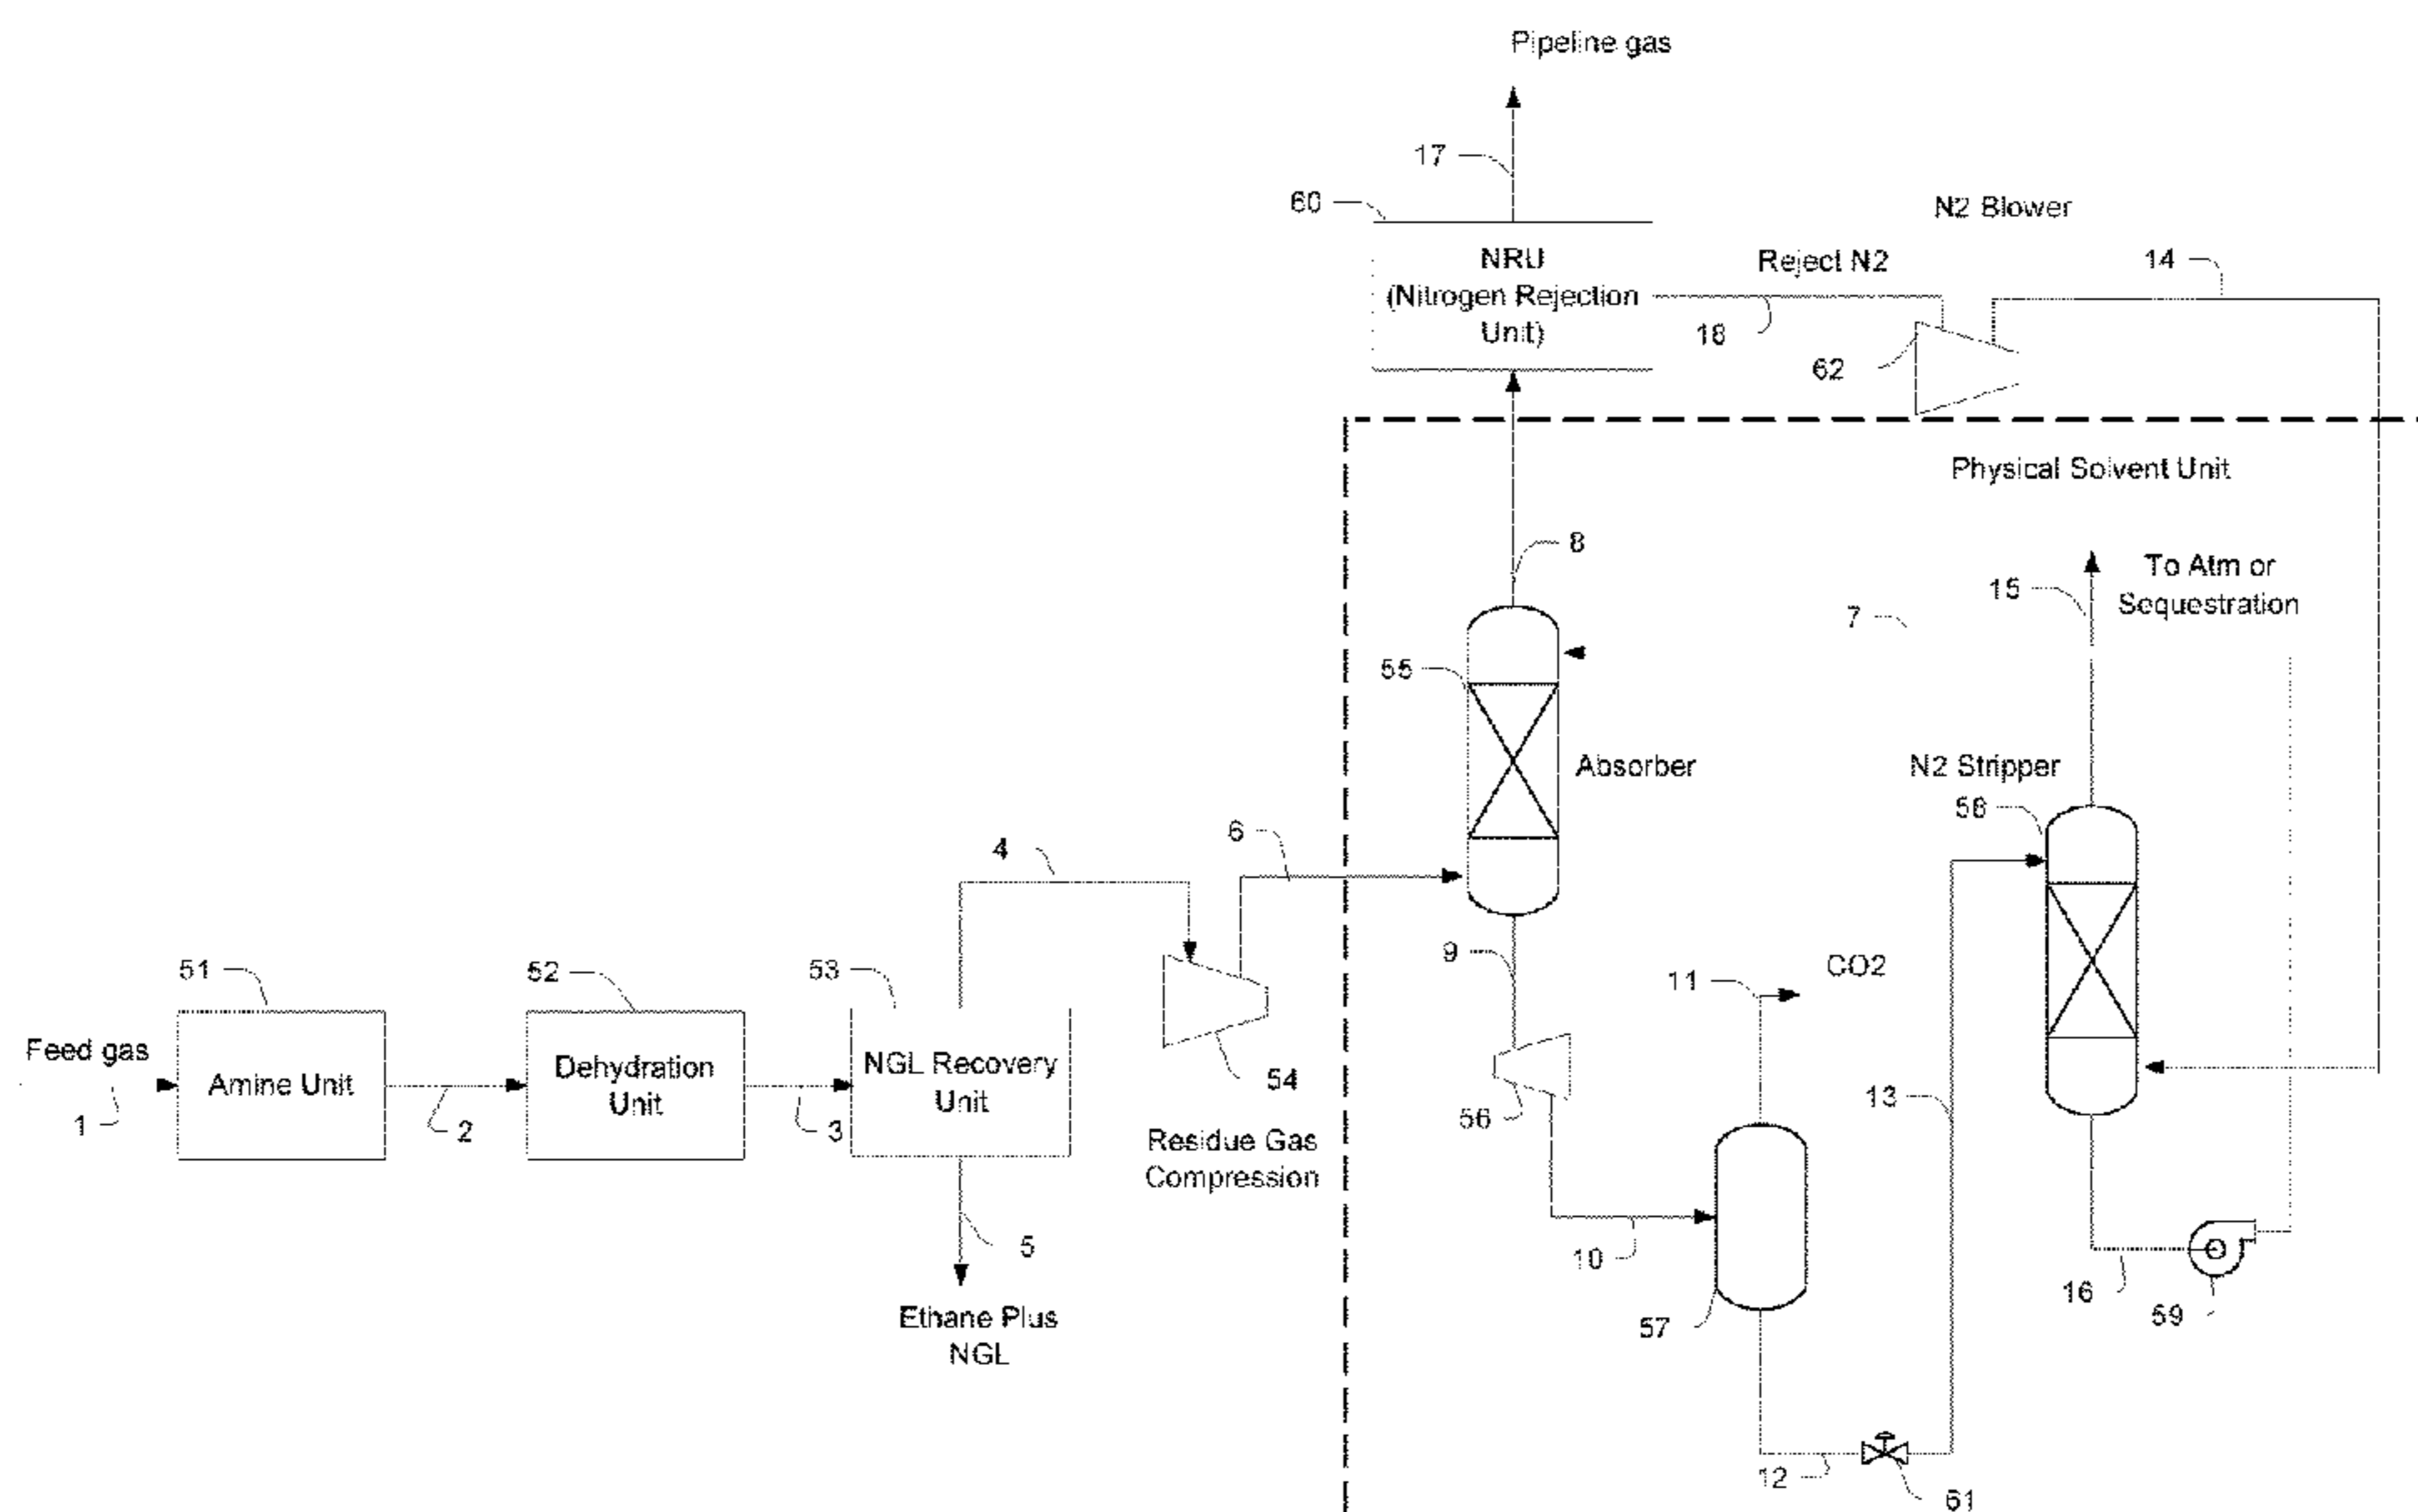 Pipeline gas
17
60
N2 Blower
NRU
(Nitrogen Rejection
Unit)
Reject N2
14
18
62
Physical Solvent Unit
8
To Atm or
Sequestration
15
7
55
Absorber
N2 Stripper
58
6
4
9
11
CO2
51
52
53
Feed gas
Amine Unit
Dehydration
Unit
NGL Recovery
Unit
54
56
13
1
2
3
Residue Gas
Compression
5
10
16
59
57
Ethane Plus
NGL
12
61